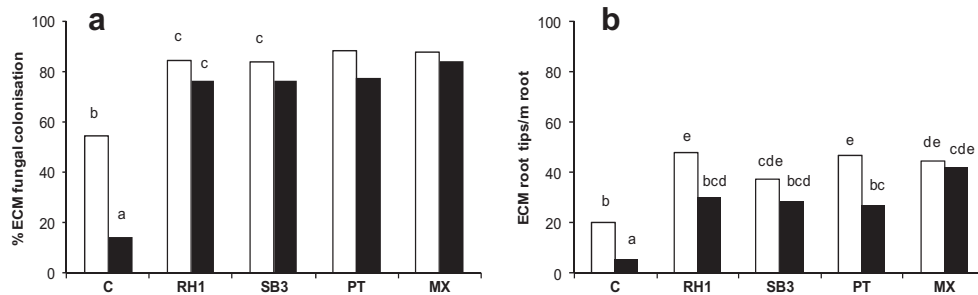 a
% ECM fungal colonisation
100
80
60
40
20
0
b
a
c
c
c
C
RH1
SB3
PT
MX
b
ECM root tips/m root
100
80
60
40
20
0
b
a
e
bcd
cde
bcd
e
bc
de
cde
C
RH1
SB3
PT
MX